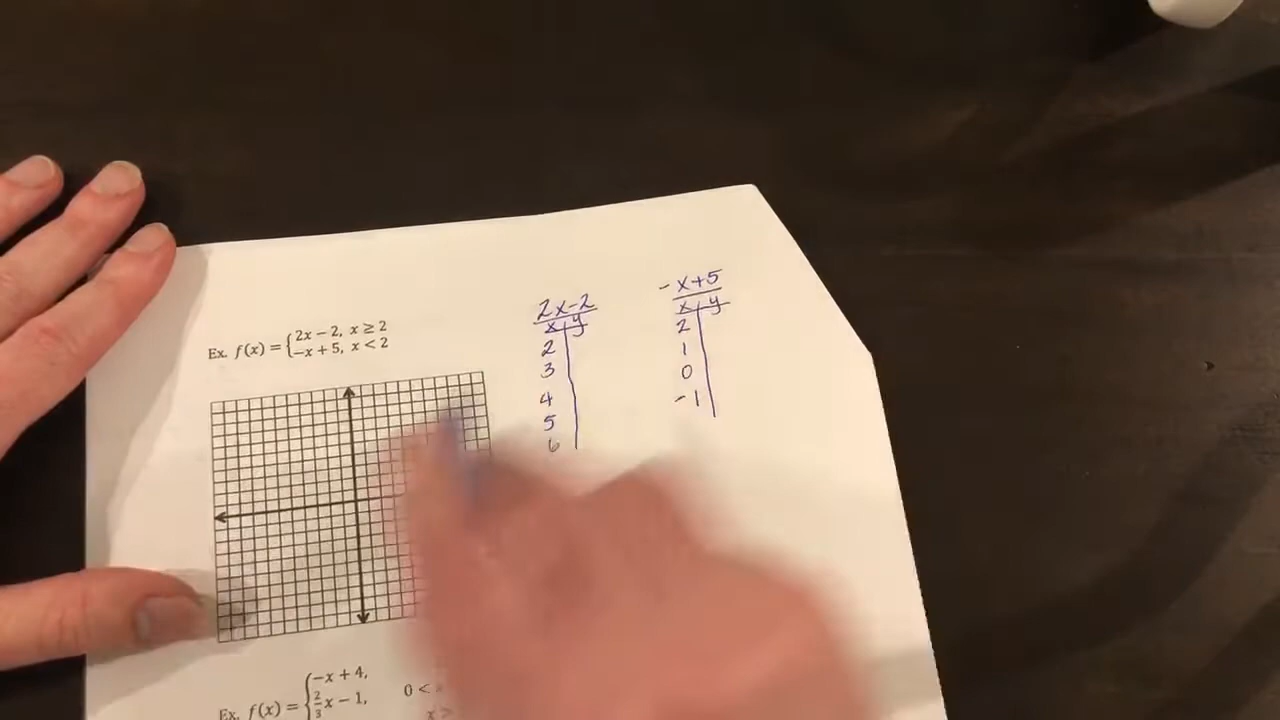 Ex. f(x) = {2x − 2, x ≥ 2
−x + 5, x < 2
2x-2
x y
2
3
4
5
6
-x+5
x y
2
1
0
-1
Ex. f(x) = {−x + 4,
2/3 x − 1,
0 <
x ≥